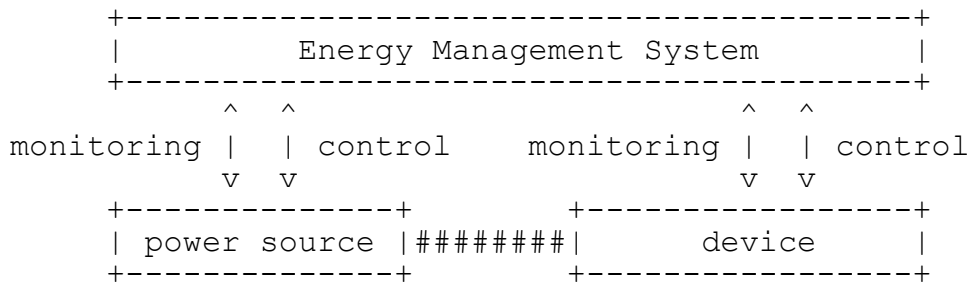 Energy Management System
monitoring | | control monitoring | | control
| power source |########| device |